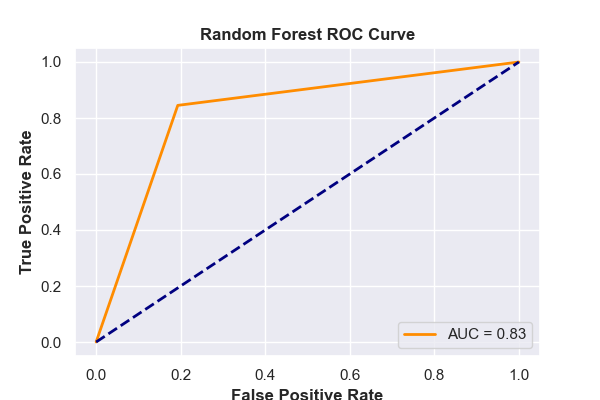 Random Forest ROC Curve
1.0
0.8
0.6
0.4
0.2
0.0
True Positive Rate
AUC = 0.83
0.0 0.2 0.4 0.6 0.8 1.0
False Positive Rate